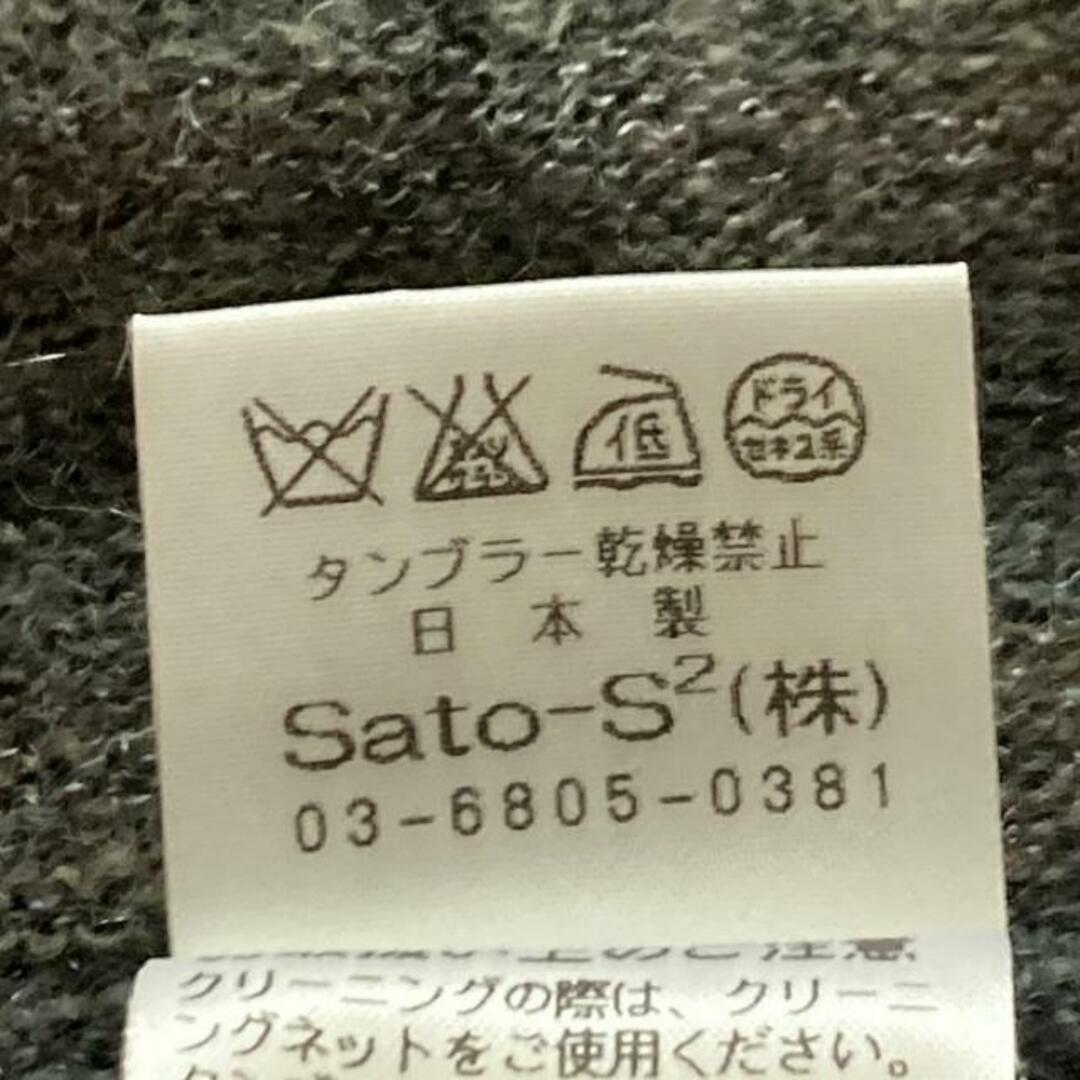 低
ドライ
セキユ系
タンブラー乾燥禁止
日本製
Sato-S²(株)
03-6805-0381
クリーニングの際は、クリーニ
ングネットをご使用ください。